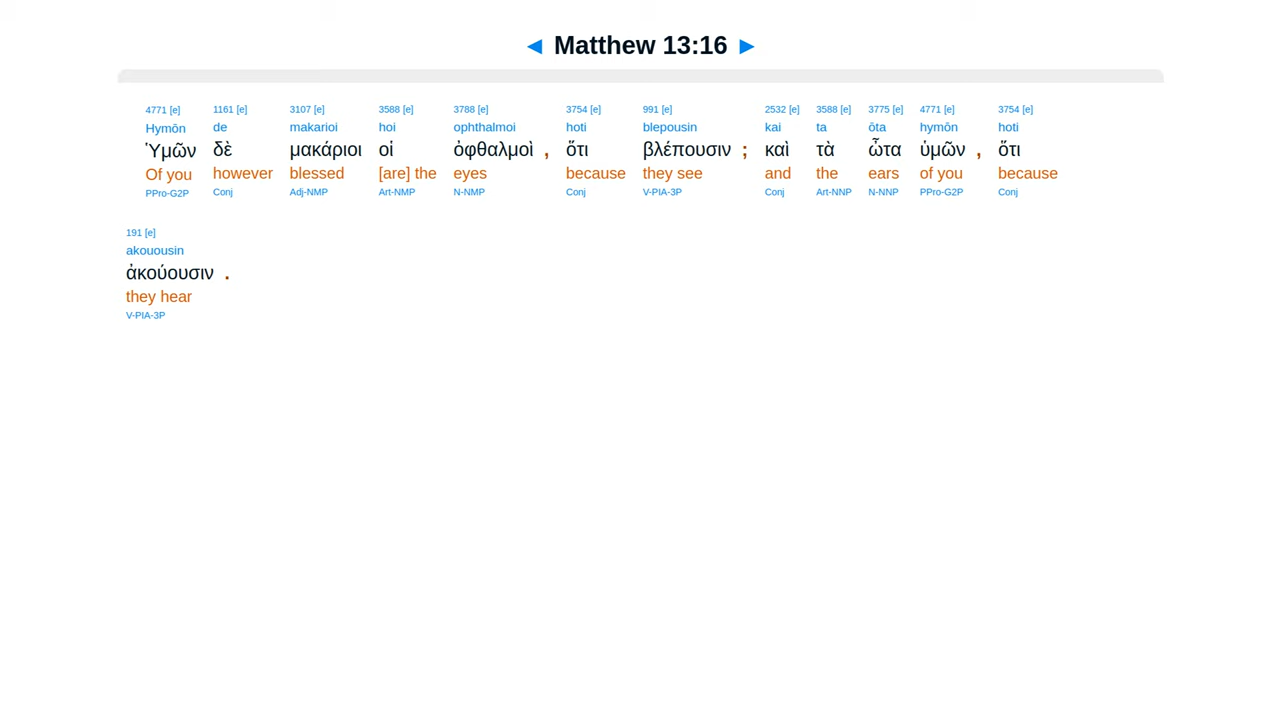 ◄ Matthew 13:16 ►
4771 [e] 1161 [e] 3107 [e] 3588 [e] 3788 [e] 3754 [e] 991 [e] 2532 [e] 3588 [e] 3775 [e] 4771 [e] 3754 [e]
Hymōn de makarioi hoi ophthalmoi hoti blepousin kai ta ōta hymōn hoti
Ὑμῶν δὲ μακάριοι οἱ ὀφθαλμοὶ , ὅτι βλέπουσιν ; καὶ τὰ ὦτα ὑμῶν , ὅτι
Of you however blessed [are] the eyes because they see and the ears of you because
PPro-G2P Conj Adj-NMP Art-NMP N-NMP Conj V-PIA-3P Conj Art-NNP N-NNP PPro-G2P Conj
191 [e]
akouousin
ἀκούουσιν .
they hear
V-PIA-3P